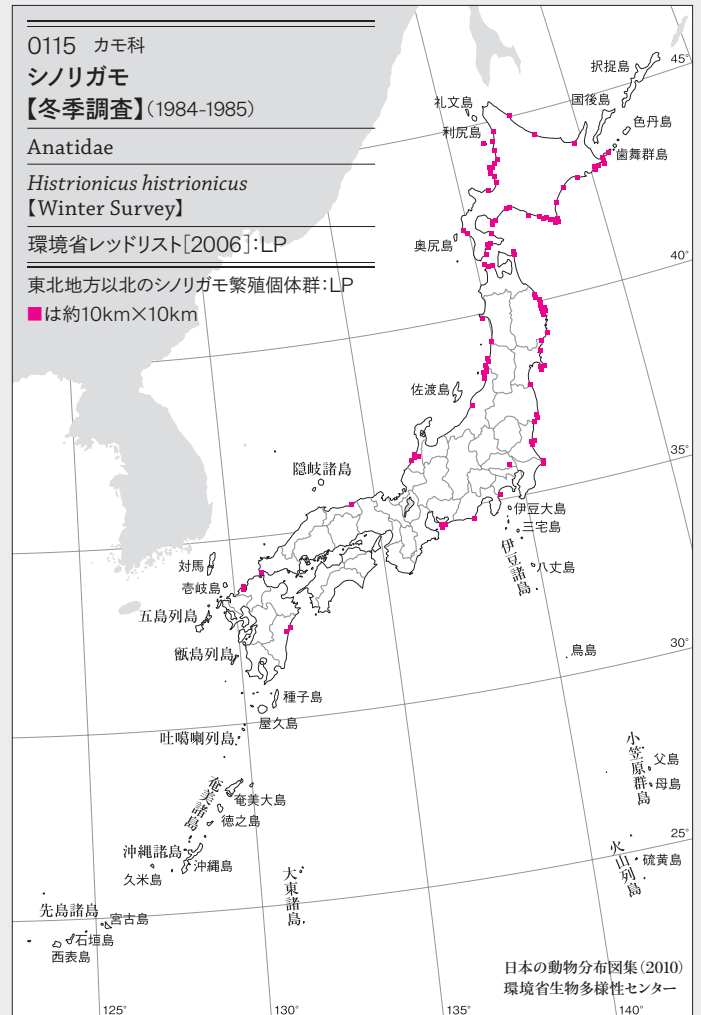 0115 カモ科
シノリガモ
【冬季調査】(1984-1985)
Anatidae
Histrionicus histrionicus
【Winter Survey】
環境省レッドリスト[2006]:LP
東北地方以北のシノリガモ繁殖個体群:LP
■は約10km×10km
45°
択捉島
国後島
礼文島
色丹島
利尻島
歯舞群島
奥尻島
40°
佐渡島
35°
隠岐諸島
伊豆大島
三宅島
伊豆諸島
八丈島
対馬
壱岐島
五島列島
甑島列島
鳥島
30°
種子島
屋久島
吐噶喇列島
小笠原群島
父島
母島
奄美諸島
奄美大島
徳之島
25°
火山列島
硫黄島
沖縄諸島
沖縄島
久米島
大東諸島
先島諸島
宮古島
石垣島
西表島
日本の動物分布図集(2010)
環境省生物多様性センター
125°
130°
135°
140°